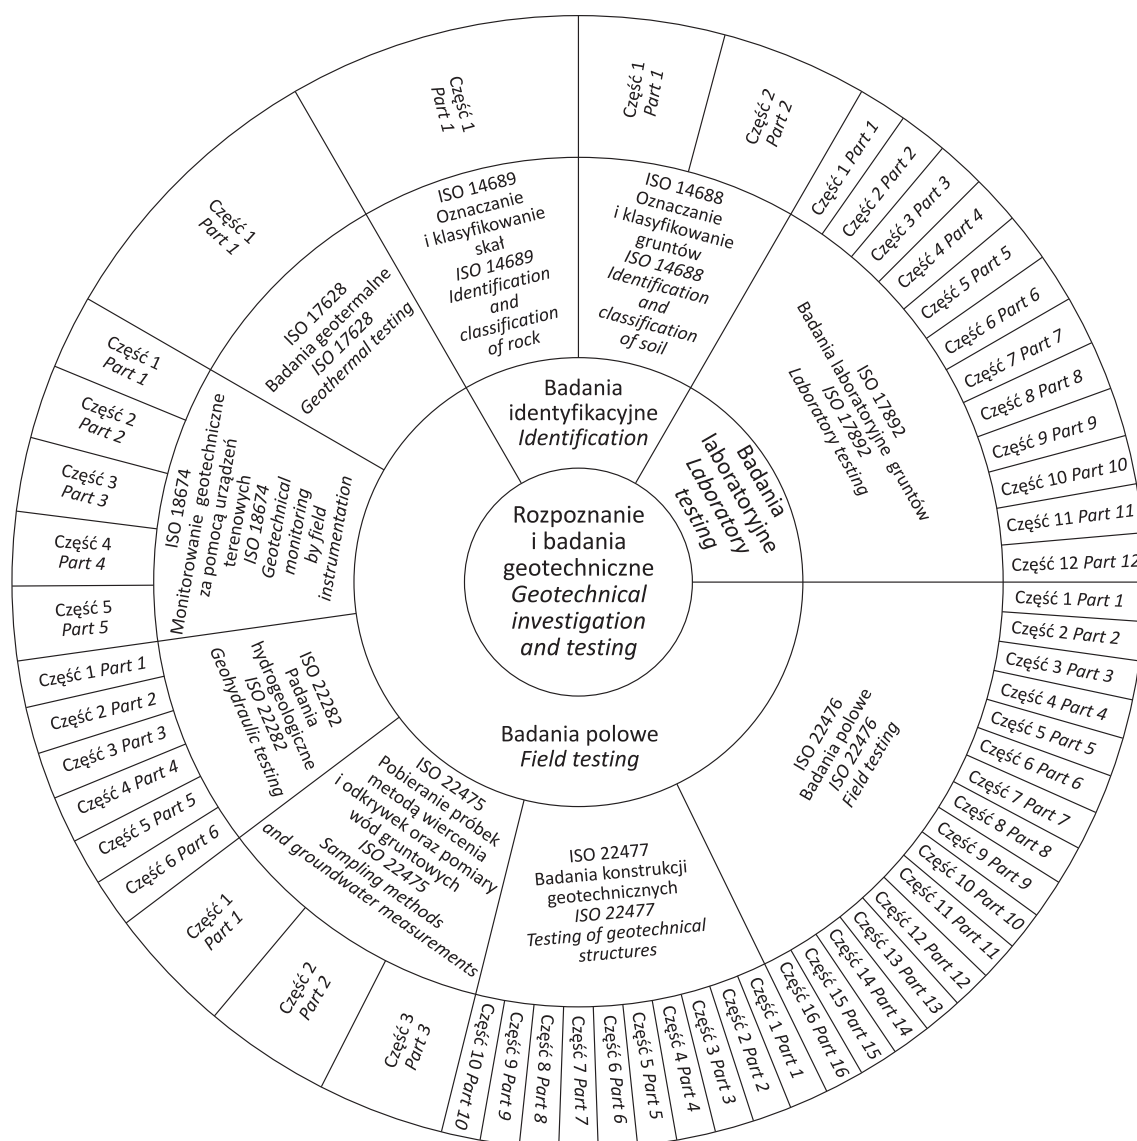 Rozpoznanie
i badania
geotechniczne
Geotechnical
investigation
and testing
Badania
identyfikacyjne
Identification
Badania
laboratoryjne
Laboratory
testing
Badania polowe
Field testing
ISO 14688
Oznaczanie
i klasyfikowanie
gruntów
ISO 14688
Identification
and
classification
of soil
Część 1
Part 1
Część 2
Part 2
ISO 17892
Badania laboratoryjne gruntów
ISO 17892
Laboratory testing
Część 1 Part 1
Część 2 Part 2
Część 3 Part 3
Część 4 Part 4
Część 5 Part 5
Część 6 Part 6
Część 7 Part 7
Część 8 Part 8
Część 9 Part 9
Część 10 Part 10
Część 11 Part 11
Część 12 Part 12
ISO 22476
Badania polowe
ISO 22476
Field testing
Część 1 Part 1
Część 2 Part 2
Część 3 Part 3
Część 4 Part 4
Część 5 Part 5
Część 6 Part 6
Część 7 Part 7
Część 8 Part 8
Część 9 Part 9
Część 10 Part 10
Część 11 Part 11
Część 12 Part 12
Część 13 Part 13
Część 14 Part 14
Część 15 Part 15
Część 16 Part 16
ISO 22477
Badania konstrukcji
geotechnicznych
ISO 22477
Testing of geotechnical
structures
Część 1 Part 1
Część 2 Part 2
Część 3 Part 3
Część 4 Part 4
Część 5 Part 5
Część 6 Part 6
Część 7 Part 7
Część 8 Part 8
Część 9 Part 9
Część 10 Part 10
ISO 22475
Pobieranie próbek
metodą wiercenia
i odkrywek oraz pomiary
wód gruntowych
ISO 22475
Sampling methods
and groundwater measurements
Część 3
Part 3
Część 2
Part 2
Część 1
Part 1
ISO 22282
Padania
hydrogeologiczne
ISO 22282
Geohydraulic testing
Część 1 Part 1
Część 2 Part 2
Część 3 Part 3
Część 4 Part 4
Część 5 Part 5
Część 6 Part 6
ISO 18674
Monitorowanie geotechniczne
za pomocą urządzeń
terenowych
ISO 18674
Geotechnical
monitoring
by field
instrumentation
Część 1
Part 1
Część 2
Part 2
Część 3
Part 3
Część 4
Part 4
Część 5
Part 5
ISO 17628
Badania geotermalne
ISO 17628
Geothermal testing
Część 1
Part 1
ISO 14689
Oznaczanie
i klasyfikowanie
skał
ISO 14689
Identification
and
classification
of rock
Część 1
Part 1